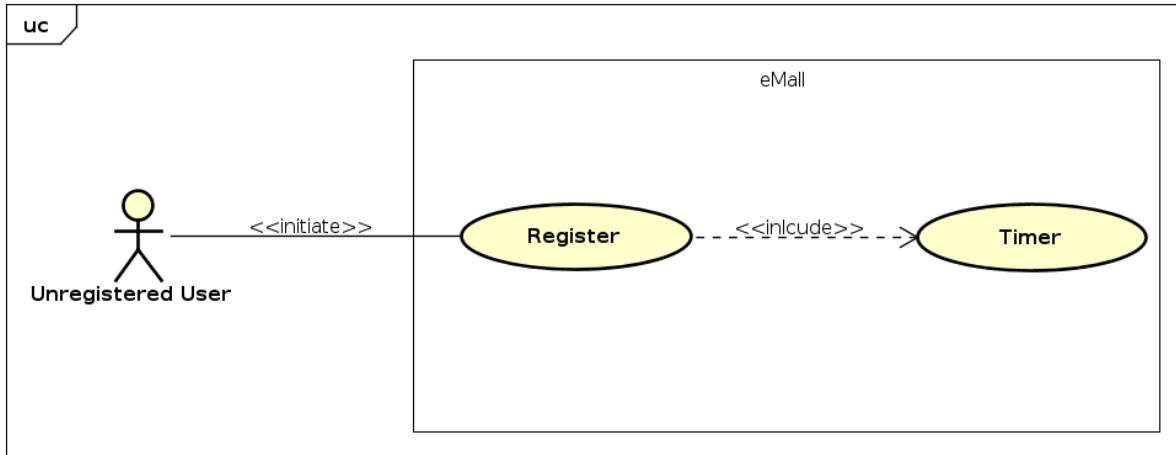 uc
eMall
<<initiate>>
Register
<<inlcude>>
Timer
Unregistered User